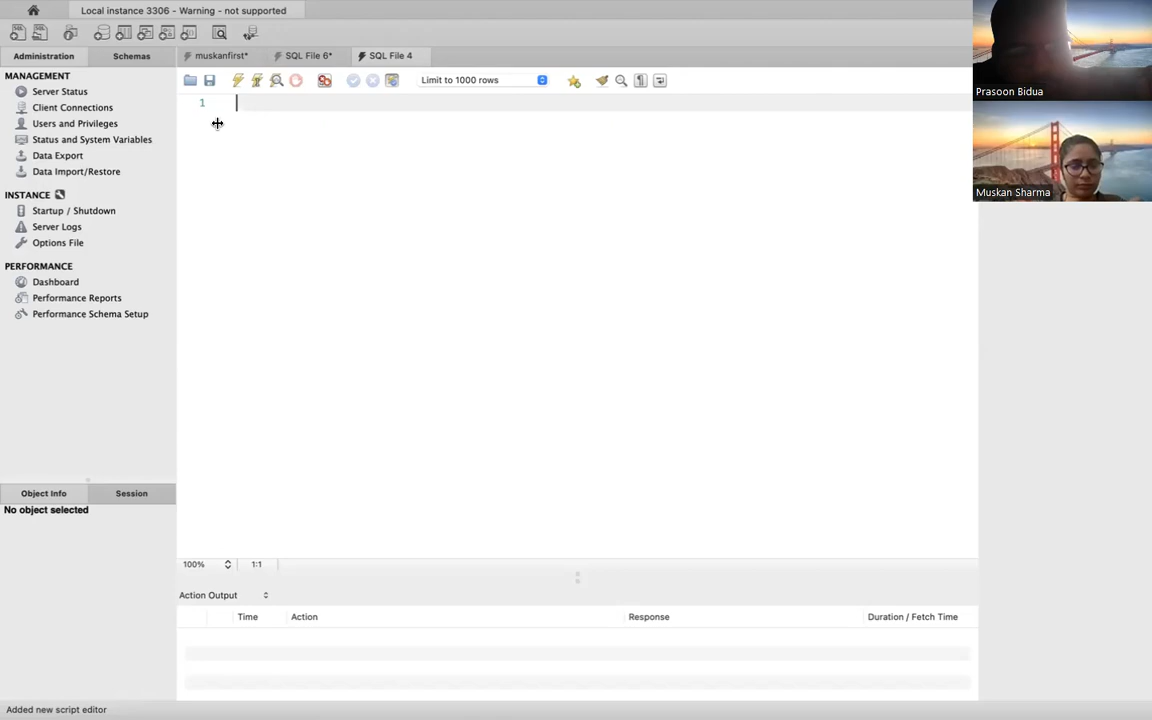 Local instance 3306 - Warning - not supported
Administration
Schemas
muskanfirst*
SQL File 6*
SQL File 4
MANAGEMENT
Server Status
Client Connections
Users and Privileges
Status and System Variables
Data Export
Data Import/Restore
INSTANCE
Startup / Shutdown
Server Logs
Options File
PERFORMANCE
Dashboard
Performance Reports
Performance Schema Setup
Limit to 1000 rows
1
Prasoon Bidua
Muskan Sharma
Object Info
Session
No object selected
100%
1:1
Action Output
Time
Action
Response
Duration / Fetch Time
Added new script editor